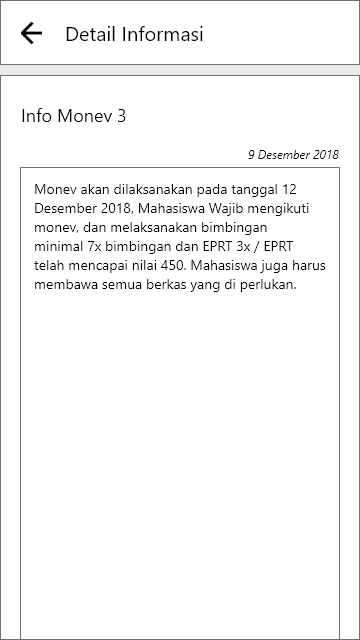 Detail Informasi
Info Monev 3
9 Desember 2018
Monev akan dilaksanakan pada tanggal 12
Desember 2018, Mahasiswa Wajib mengikuti
monev, dan melaksanakan bimbingan
minimal 7x bimbingan dan EPRT 3x / EPRT
telah mencapai nilai 450. Mahasiswa juga harus
membawa semua berkas yang di perlukan.